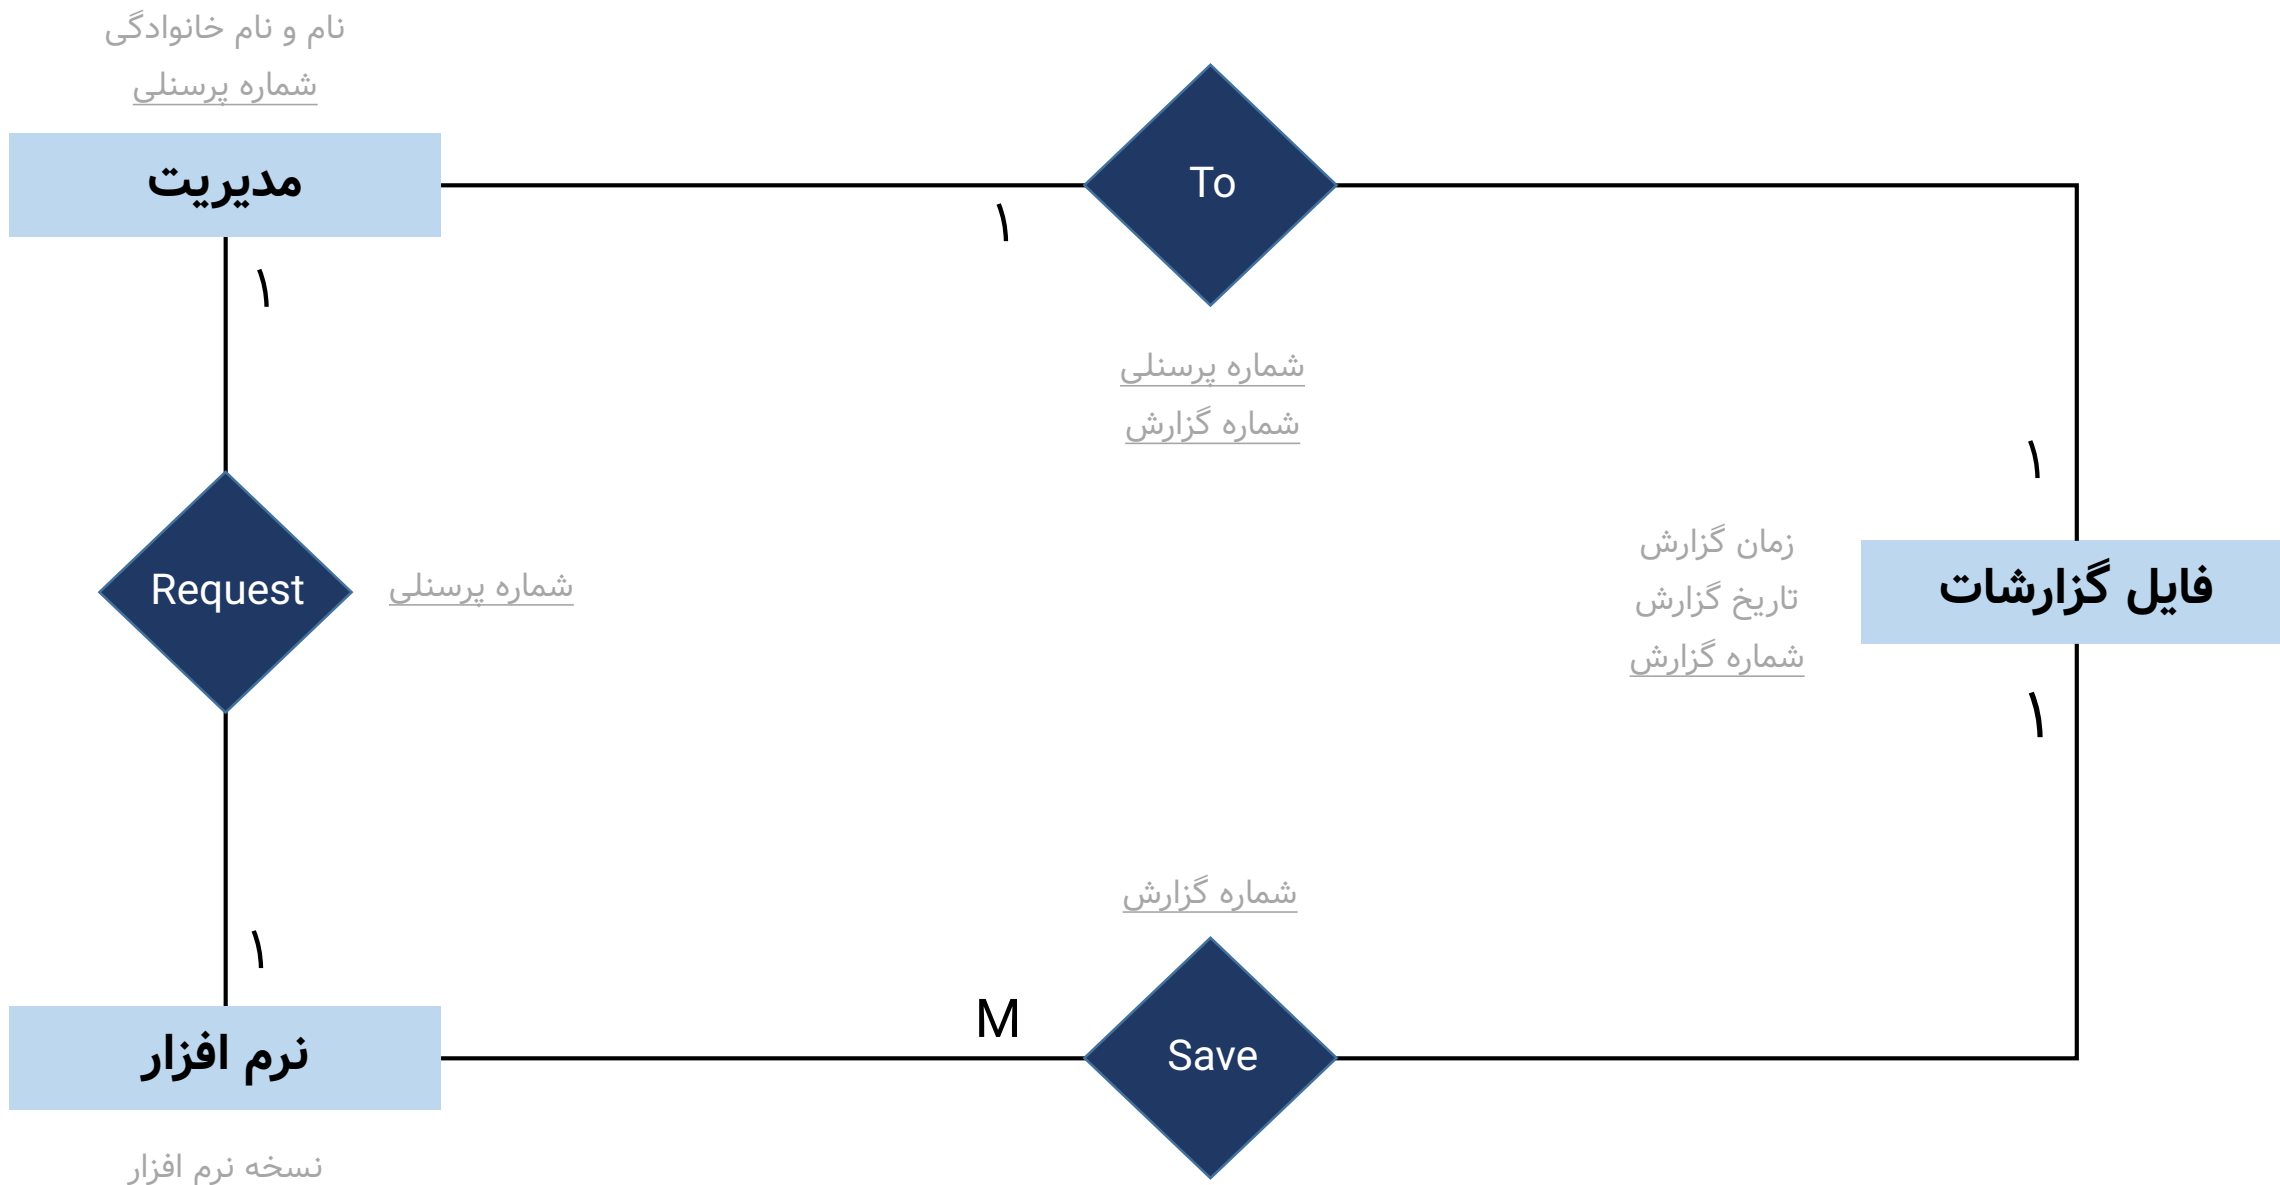 نام و نام خانوادگی
شماره پرسنلی
مدیریت
۱
To
۱
شماره پرسنلی
شماره گزارش
۱
Request
شماره پرسنلی
زمان گزارش
تاریخ گزارش
شماره گزارش
فایل گزارشات
۱
شماره گزارش
۱
M
Save
نرم افزار
نسخه نرم افزار